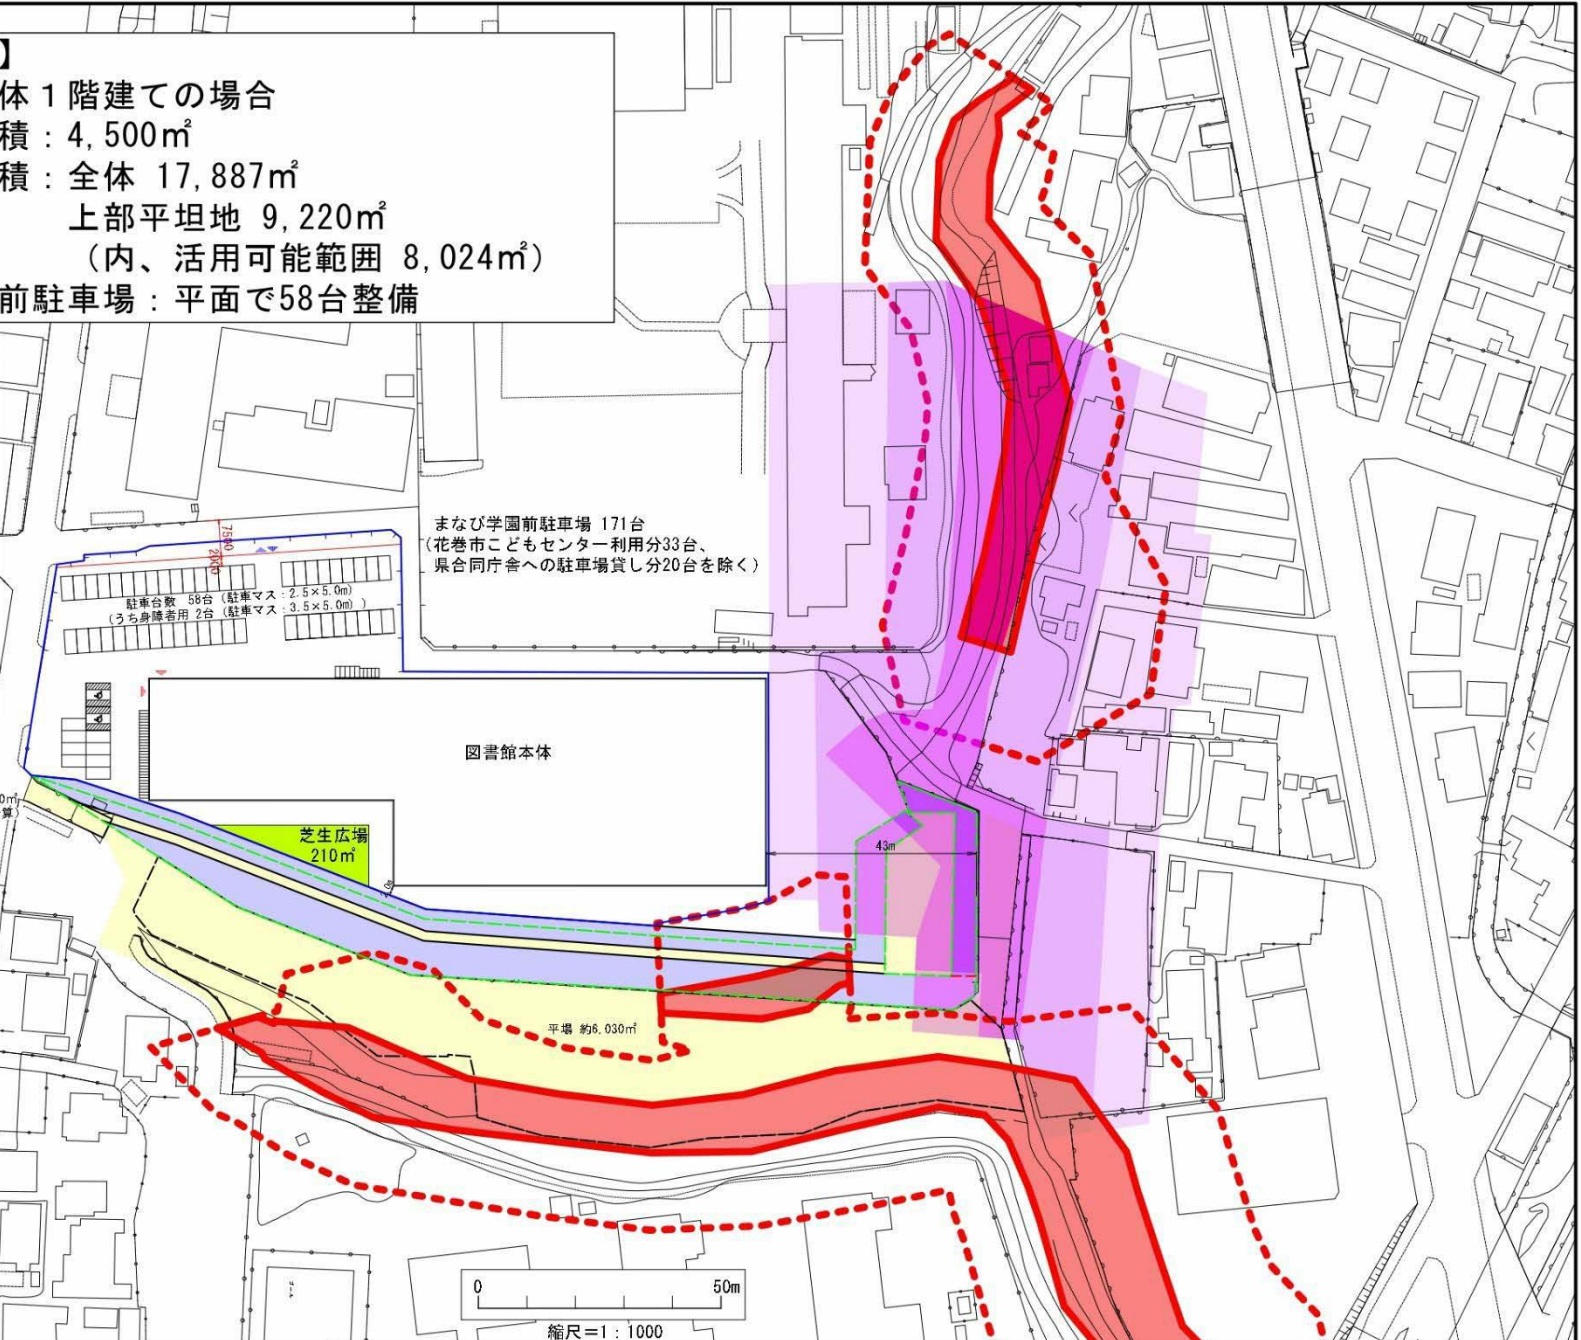 】
体１階建ての場合
積：4,500㎡
積：全体 17,887㎡
上部平坦地 9,220㎡
（内、活用可能範囲 8,024㎡）
前駐車場：平面で58台整備
まなび学園前駐車場 171台
（花巻市こどもセンター利用分33台、
県合同庁舎への駐車場貸し分20台を除く）
7500
2000
駐車台数 58台（駐車マス：2.5×5.0m）
（うち身障者用 2台（駐車マス：3.5×5.0m））
図書館本体
芝生広場
210㎡
43m
平場 約6,030㎡
0 50m
縮尺=1：1000